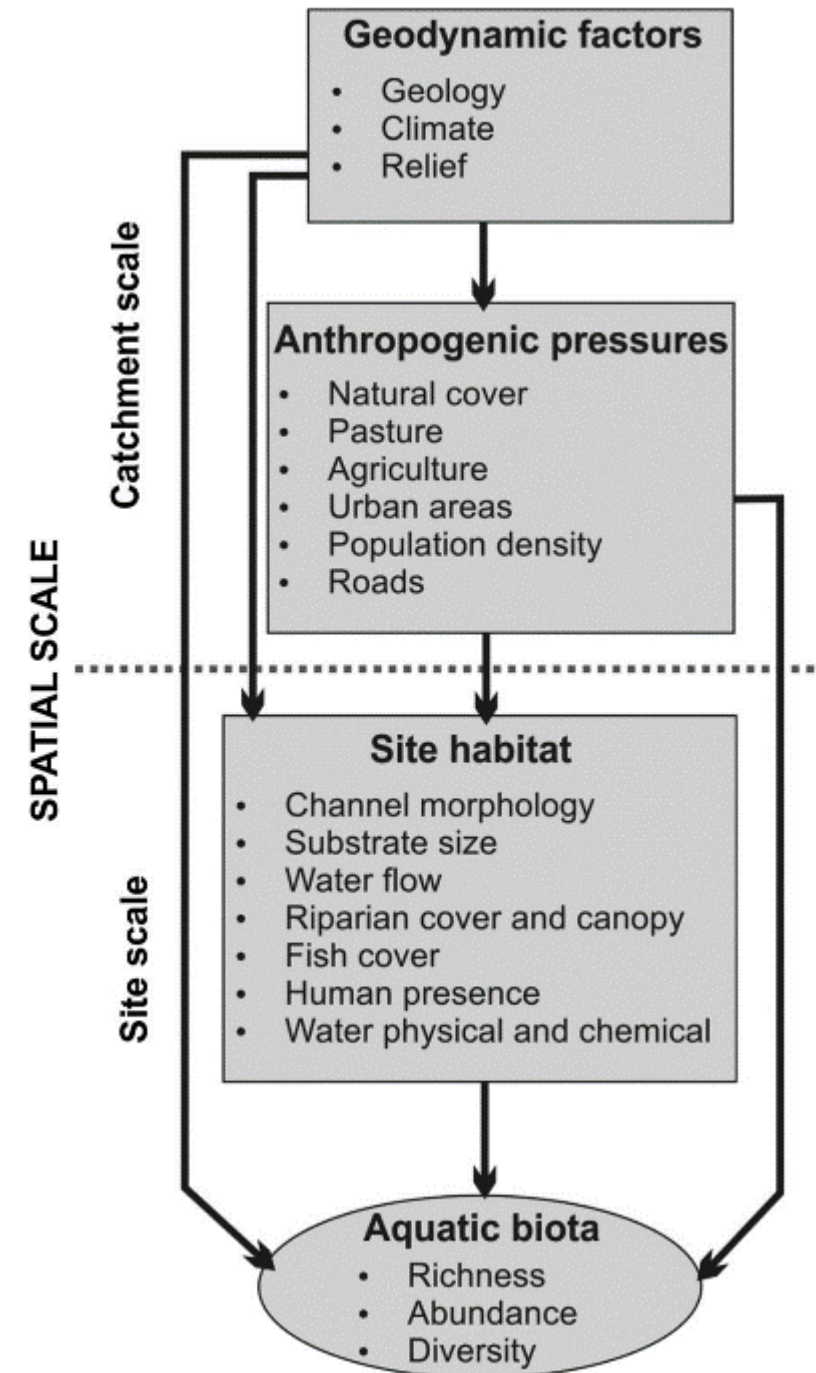 Geodynamic factors
• Geology
• Climate
• Relief
Catchment scale
Anthropogenic pressures
• Natural cover
• Pasture
• Agriculture
• Urban areas
• Population density
• Roads
SPATIAL SCALE
Site habitat
• Channel morphology
• Substrate size
• Water flow
• Riparian cover and canopy
• Fish cover
• Human presence
• Water physical and chemical
Site scale
Aquatic biota
• Richness
• Abundance
• Diversity